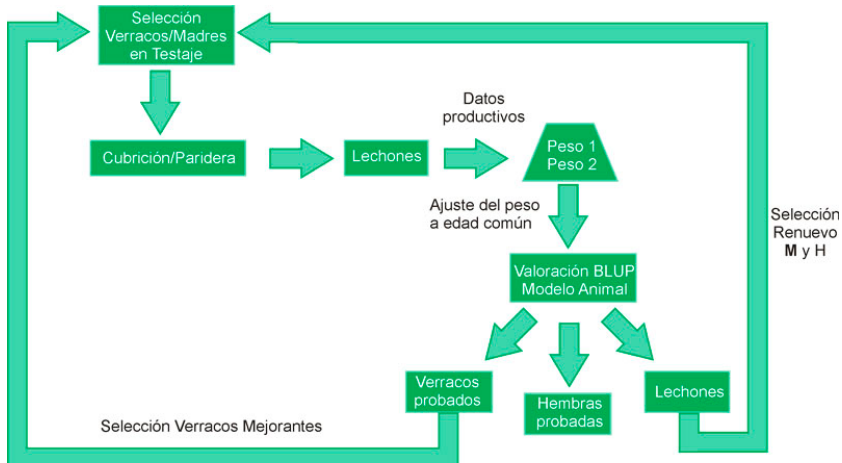 Selección
Verracos/Madres
en Testaje
Cubrición/Paridera
Lechones
Datos
productivos
Peso 1
Peso 2
Ajuste del peso
a edad común
Valoración BLUP
Modelo Animal
Selección
Renuevo
M y H
Verracos
probados
Hembras
probadas
Lechones
Selección Verracos Mejorantes